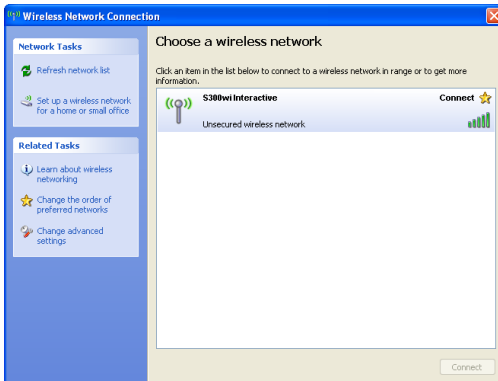 Wireless Network Connection
Network Tasks
Refresh network list
Set up a wireless network
for a home or small office
Related Tasks
Learn about wireless
networking
Change the order of
preferred networks
Change advanced
settings
Choose a wireless network
Click an item in the list below to connect to a wireless network in range or to get more
information.
S300wi Interactive
Connect
Unsecured wireless network
Connect